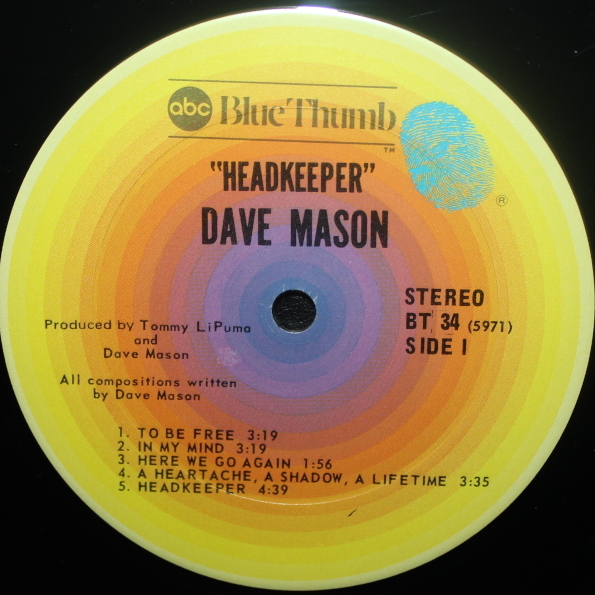 abc Blue Thumb
TM
"HEADKEEPER"
®
DAVE MASON
STEREO
BT 34 (5971)
SIDE I
Produced by Tommy LiPuma
and
Dave Mason
All compositions written
by Dave Mason
1. TO BE FREE 3:19
2. IN MY MIND 3:19
3. HERE WE GO AGAIN 1:56
4. A HEARTACHE, A SHADOW, A LIFETIME 3:35
5. HEADKEEPER 4:39